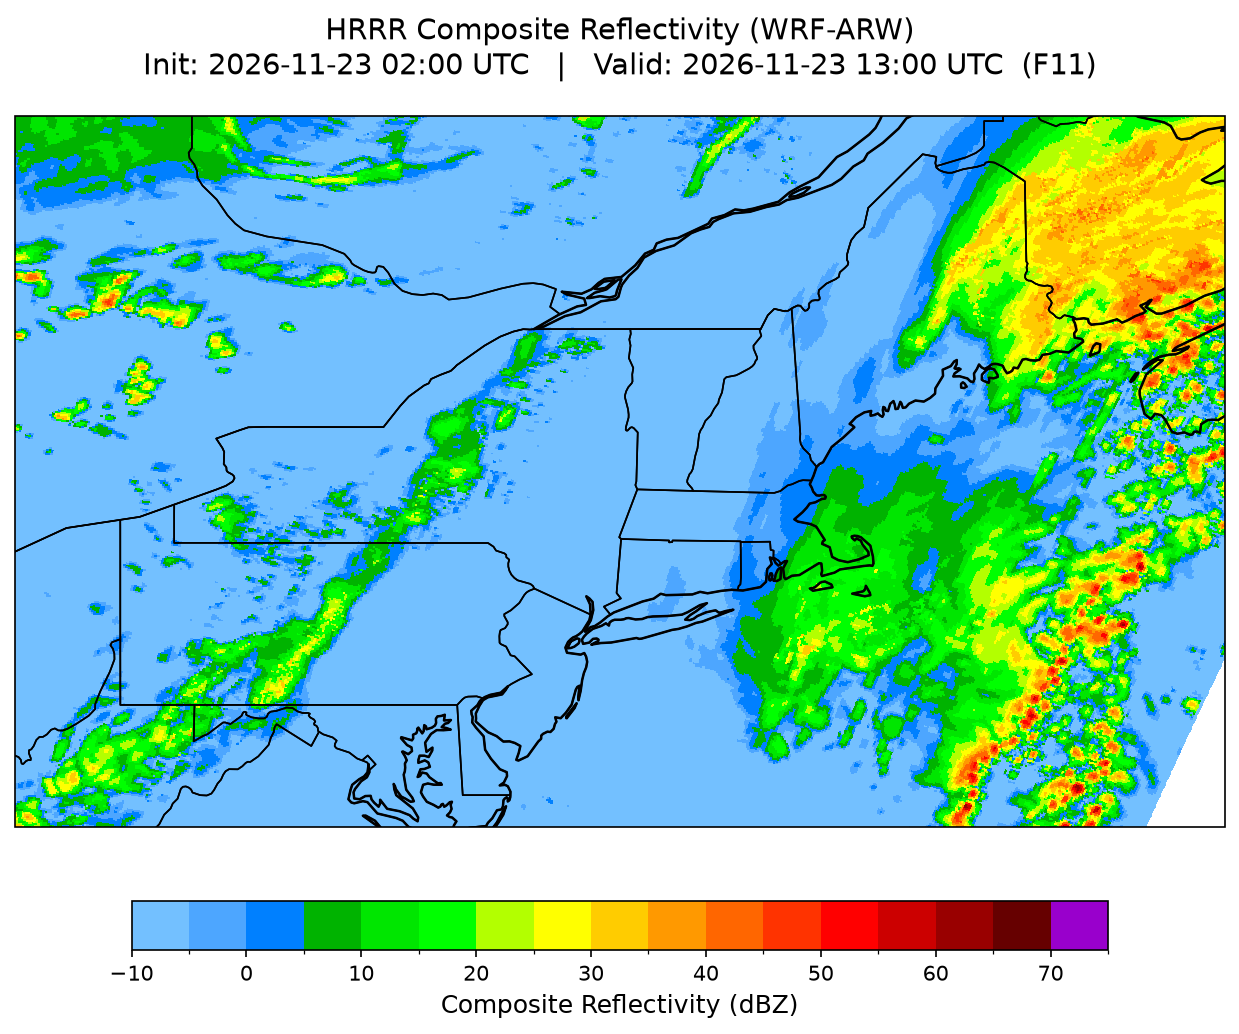 HRRR Composite Reflectivity (WRF-ARW)
Init: 2026-11-23 02:00 UTC   |   Valid: 2026-11-23 13:00 UTC  (F11)
−10 0 10 20 30 40 50 60 70
Composite Reflectivity (dBZ)